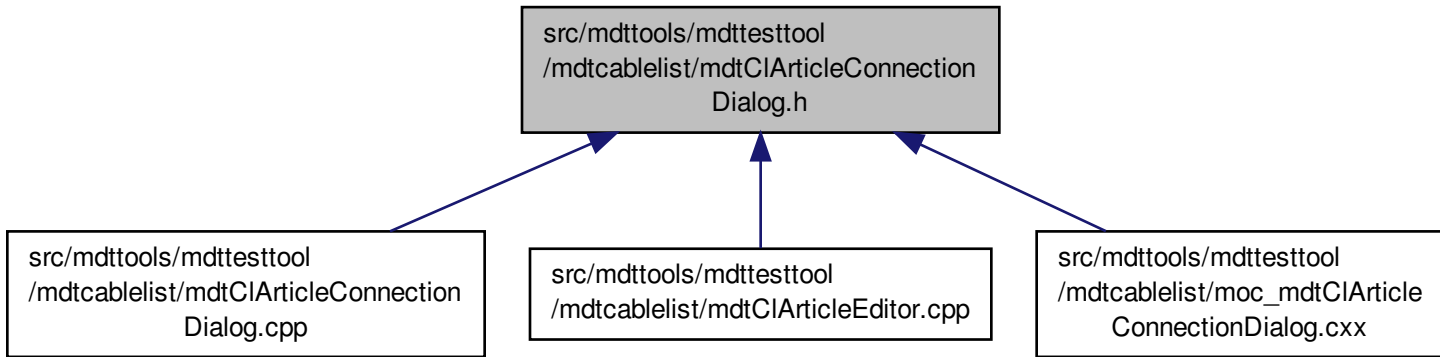 src/mdttools/mdttesttool
/mdtcablelist/mdtClArticleConnection
Dialog.h
src/mdttools/mdttesttool
/mdtcablelist/mdtClArticleConnection
Dialog.cpp
src/mdttools/mdttesttool
/mdtcablelist/mdtClArticleEditor.cpp
src/mdttools/mdttesttool
/mdtcablelist/moc_mdtClArticle
ConnectionDialog.cxx